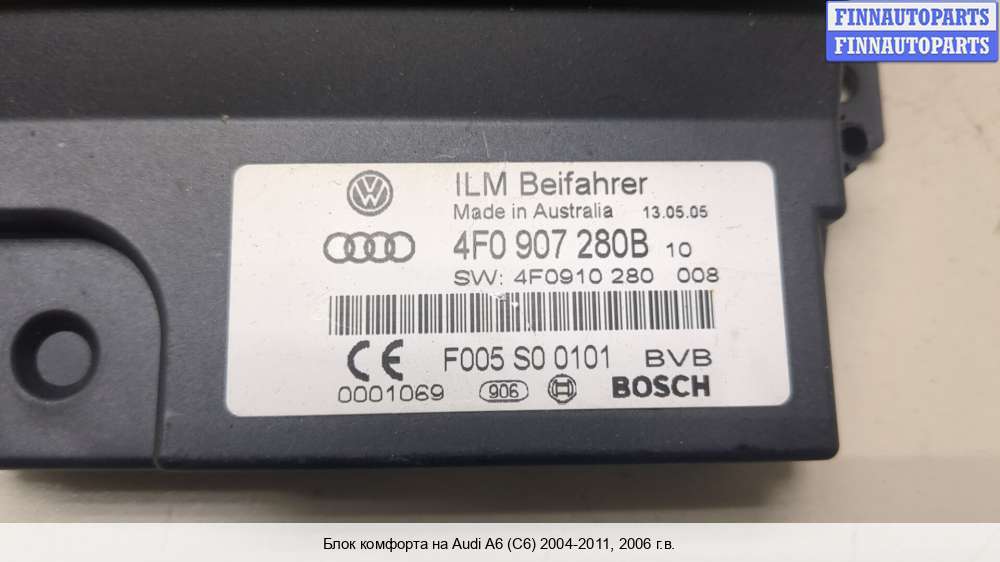 FINNAUTOPARTS
FINNAUTOPARTS
ILM Beifahrer
Made in Australia 13.05.05
4F0 907 280B 10
SW: 4F0910 280 008
CE F005 S0 0101 BVB
0001069 906 BOSCH
Блок комфорта на Audi A6 (C6) 2004-2011, 2006 г.в.